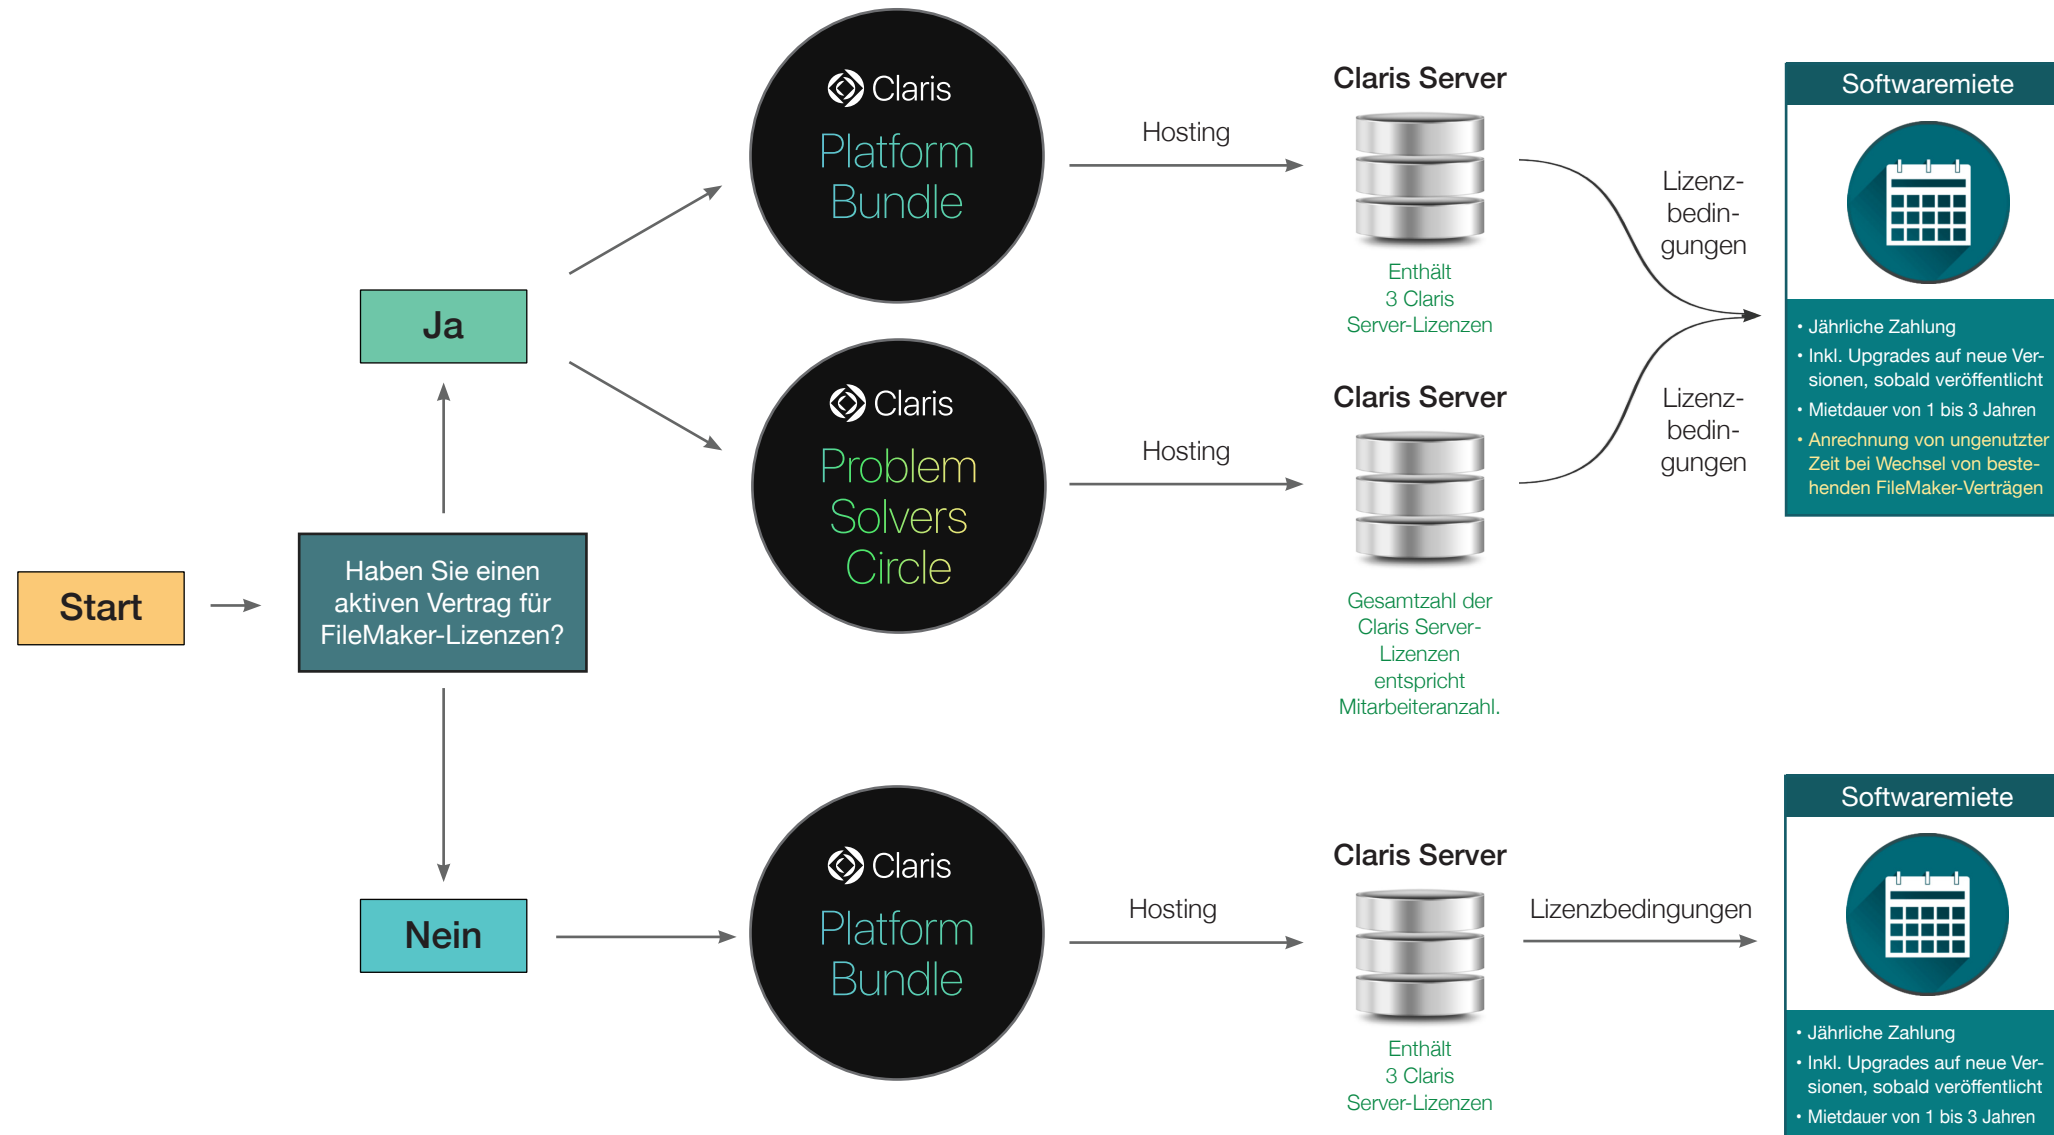 Start
Haben Sie einen
aktiven Vertrag für
FileMaker-Lizenzen?
Ja
Claris
Platform
Bundle
Hosting
Claris Server
Enthält
3 Claris
Server-Lizenzen
Lizenz-
bedin-
gungen
Claris
Problem
Solvers
Circle
Hosting
Claris Server
Gesamtzahl der
Claris Server-
Lizenzen
entspricht
Mitarbeiteranzahl.
Lizenz-
bedin-
gungen
Softwaremiete
• Jährliche Zahlung
• Inkl. Upgrades auf neue Ver-
sionen, sobald veröffentlicht
• Mietdauer von 1 bis 3 Jahren
• Anrechnung von ungenutzter
Zeit bei Wechsel von beste-
henden FileMaker-Verträgen
Nein
Claris
Platform
Bundle
Hosting
Claris Server
Enthält
3 Claris
Server-Lizenzen
Lizenzbedingungen
Softwaremiete
• Jährliche Zahlung
• Inkl. Upgrades auf neue Ver-
sionen, sobald veröffentlicht
• Mietdauer von 1 bis 3 Jahren